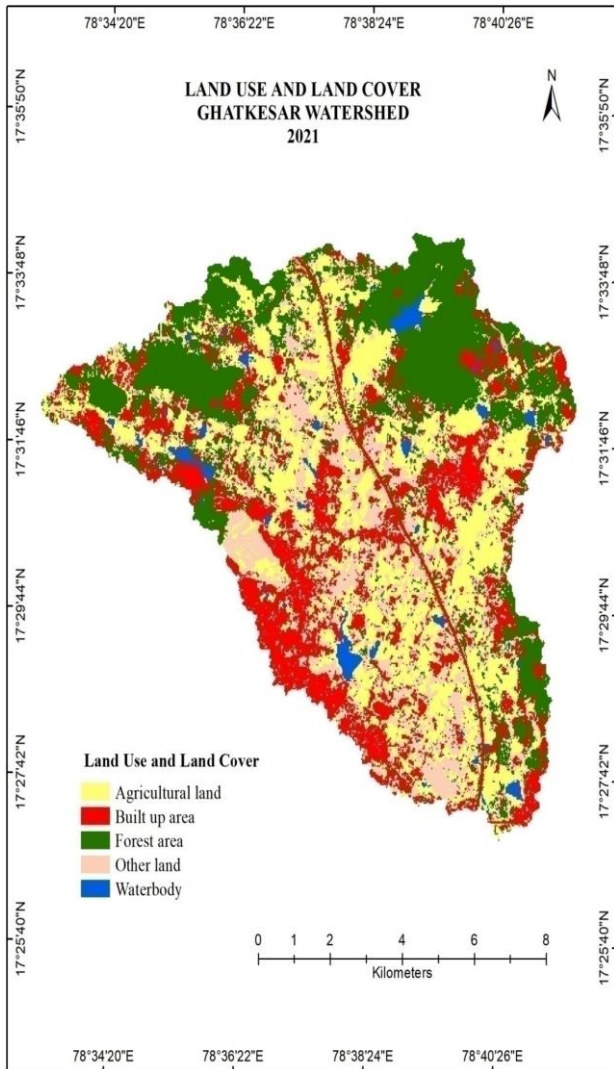 78°34'20"E 78°36'22"E 78°38'24"E 78°40'26"E
N
LAND USE AND LAND COVER
GHATKESAR WATERSHED
2021
17°35'50"N 17°35'50"N
17°33'48"N 17°33'48"N
17°31'46"N 17°31'46"N
17°29'44"N 17°29'44"N
17°27'42"N 17°27'42"N
Land Use and Land Cover
Agricultural land
Built up area
Forest area
Other land
Waterbody
17°25'40"N 17°25'40"N
0 1 2 4 6 8
Kilometers
78°34'20"E 78°36'22"E 78°38'24"E 78°40'26"E